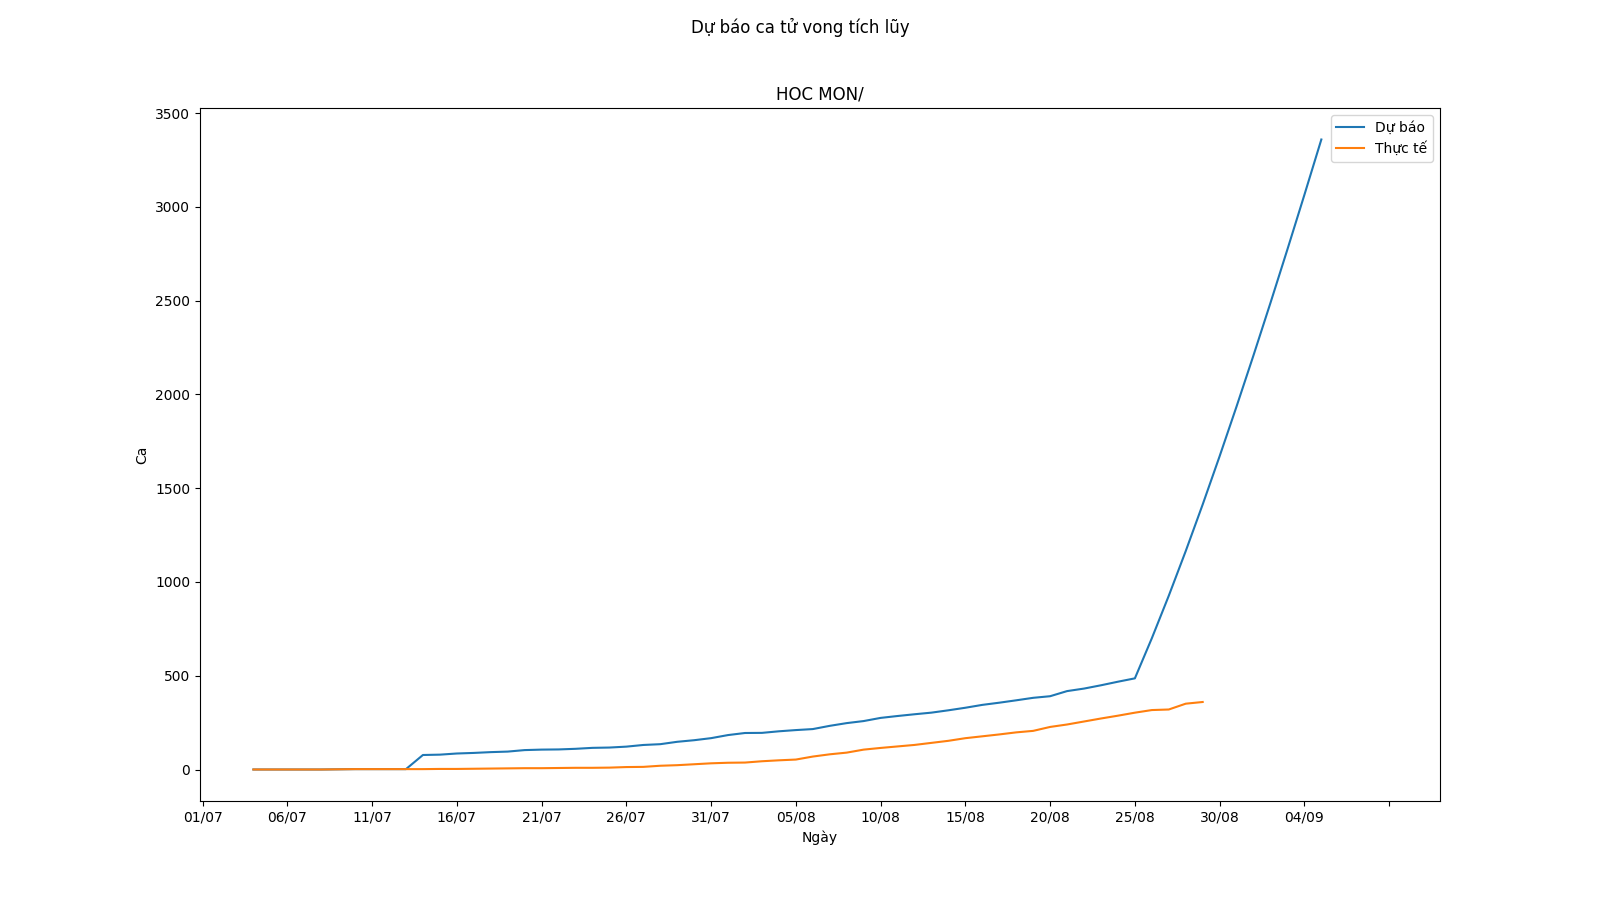 Dự báo ca tử vong tích lũy
HOC MON/
3500
3000
2500
2000
1500
1000
500
0
Ca
Dự báo
Thực tế
01/07 06/07 11/07 16/07 21/07 26/07 31/07 05/08 10/08 15/08 20/08 25/08 30/08 04/09
Ngày